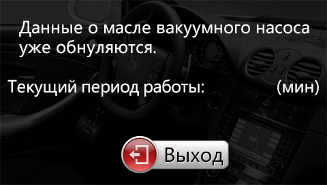 Данные о масле вакуумного насоса
уже обнуляются.
Текущий период работы: (мин)
Выход